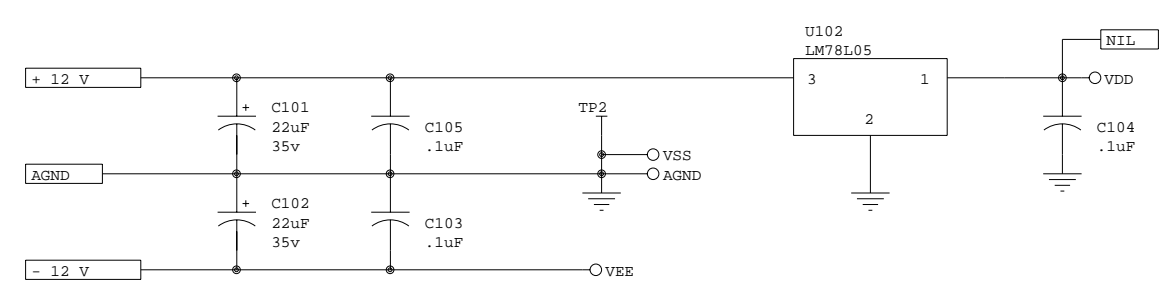 U102
LM78L05
NIL
+ 12 V
3
1
VDD
+
C101
22uF
35v
C105
.1uF
TP2
2
C104
.1uF
VSS
AGND
AGND
+
C102
22uF
35v
C103
.1uF
- 12 V
VEE